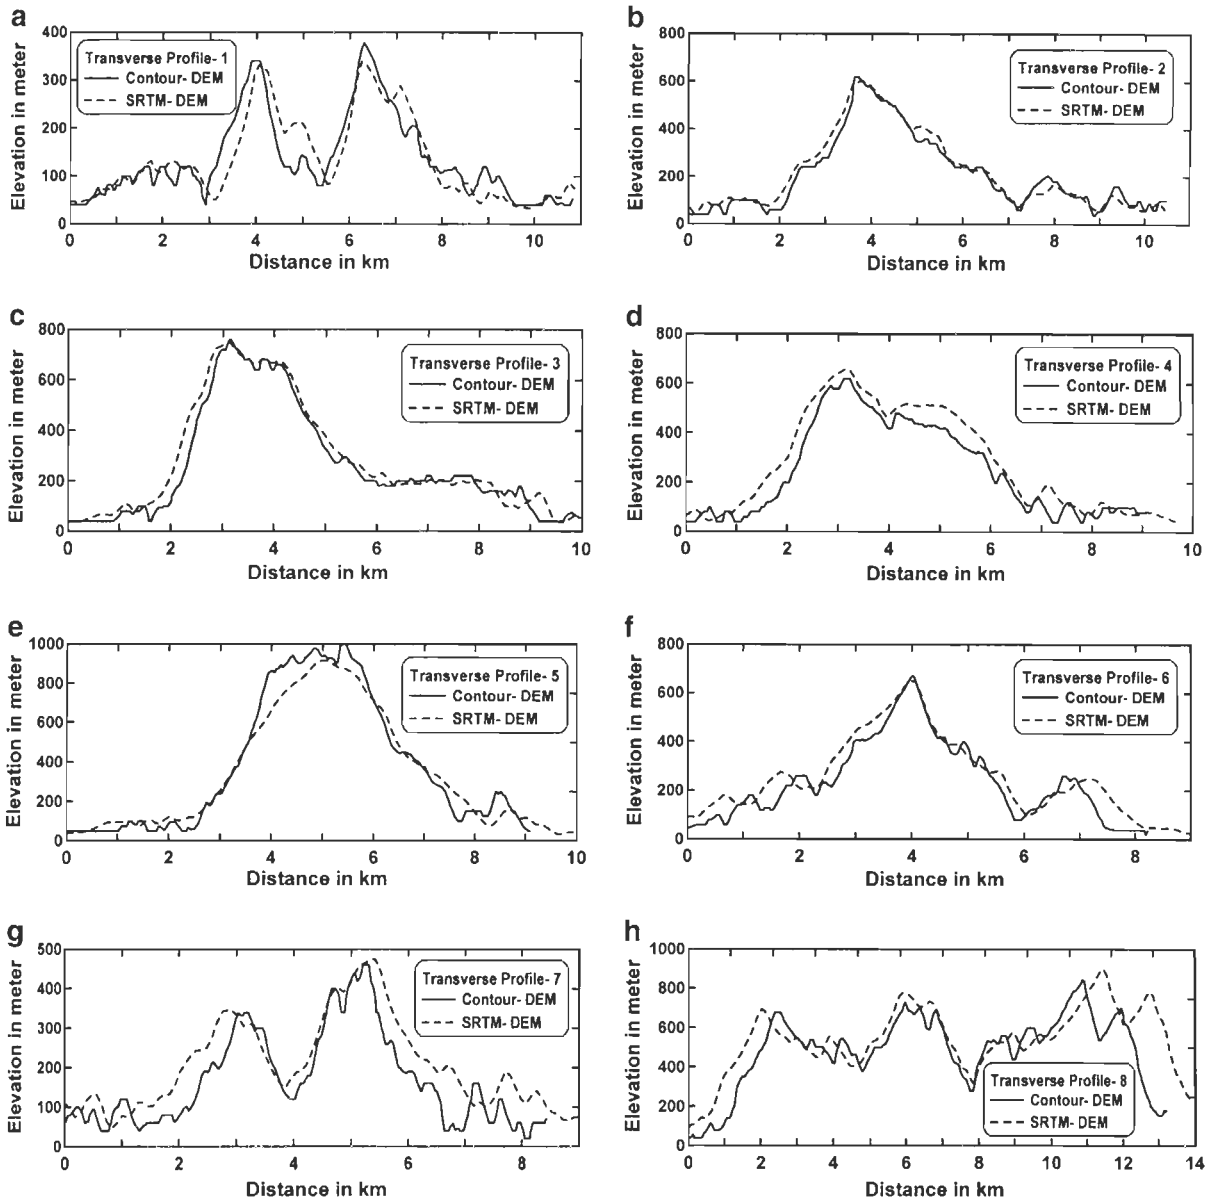 a
Elevation in meter
400
300
200
100
0
Transverse Profile- 1
Contour- DEM
SRTM- DEM
0 2 4 6 8 10
Distance in km
b
Elevation in meter
800
600
400
200
0
Transverse Profile- 2
Contour- DEM
SRTM- DEM
0 2 4 6 8 10
Distance in km
c
Elevation in meter
800
600
400
200
0
Transverse Profile- 3
Contour- DEM
SRTM- DEM
0 2 4 6 8 10
Distance in km
d
Elevation in meter
800
600
400
200
0
Transverse Profile- 4
Contour- DEM
SRTM- DEM
0 2 4 6 8 10
Distance in km
e
Elevation in meter
1000
800
600
400
200
0
Transverse Profile- 5
Contour- DEM
SRTM- DEM
0 2 4 6 8 10
Distance in km
f
Elevation in meter
800
600
400
200
0
Transverse Profile- 6
Contour- DEM
SRTM- DEM
0 2 4 6 8
Distance in km
g
Elevation in meter
500
400
300
200
100
0
Transverse Profile- 7
Contour- DEM
SRTM- DEM
0 2 4 6 8
Distance in km
h
Elevation in meter
1000
800
600
400
200
0
Transverse Profile- 8
Contour- DEM
SRTM- DEM
0 2 4 6 8 10 12 14
Distance in km